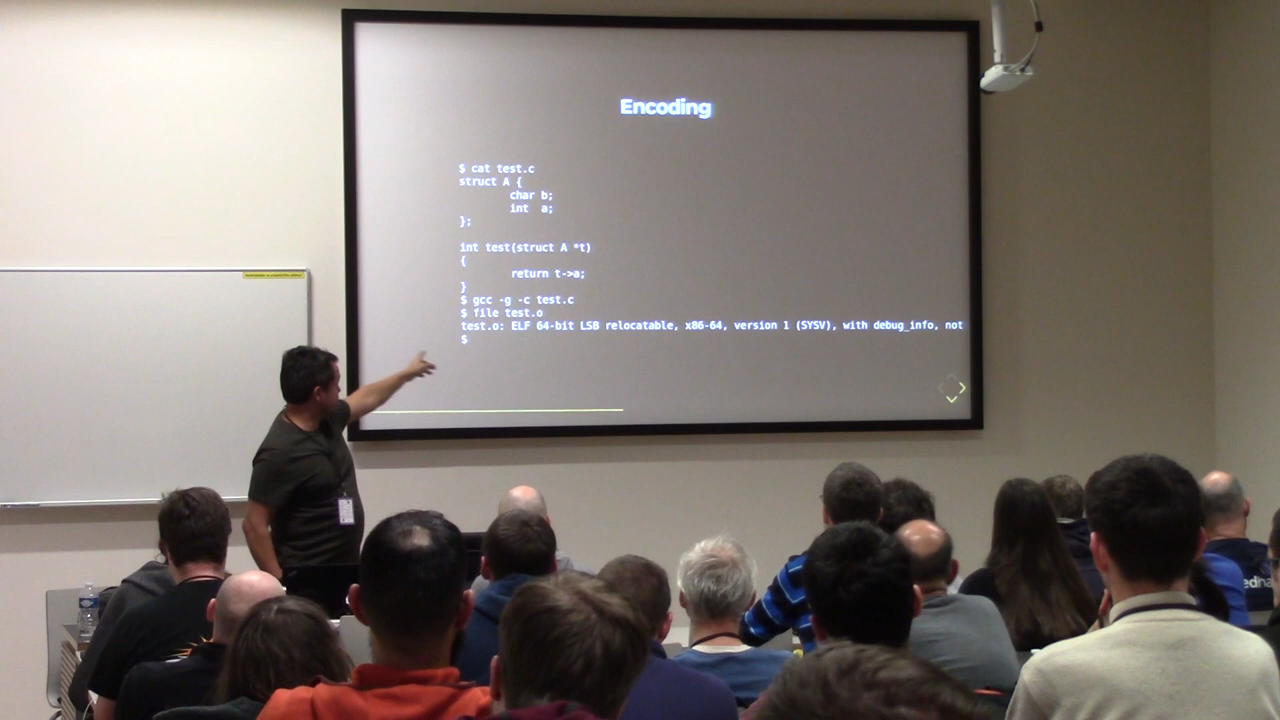 Encoding
$ cat test.c
struct A {
char b;
int  a;
};
int test(struct A *t)
{
return t->a;
}
$ gcc -g -c test.c
$ file test.o
test.o: ELF 64-bit LSB relocatable, x86-64, version 1 (SYSV), with debug_info, not
$
edha